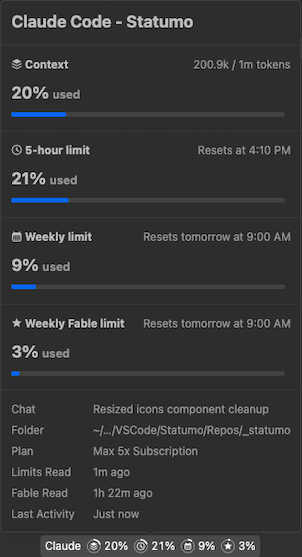 Claude Code - Statumo
Context 200.9k / 1m tokens
20% used
5-hour limit Resets at 4:10 PM
21% used
Weekly limit Resets tomorrow at 9:00 AM
9% used
Weekly Fable limit Resets tomorrow at 9:00 AM
3% used
Chat Resized icons component cleanup
Folder ~/.../VSCode/Statumo/Repos/_statumo
Plan Max 5x Subscription
Limits Read 1m ago
Fable Read 1h 22m ago
Last Activity Just now
Claude 20% 21% 9% 3%